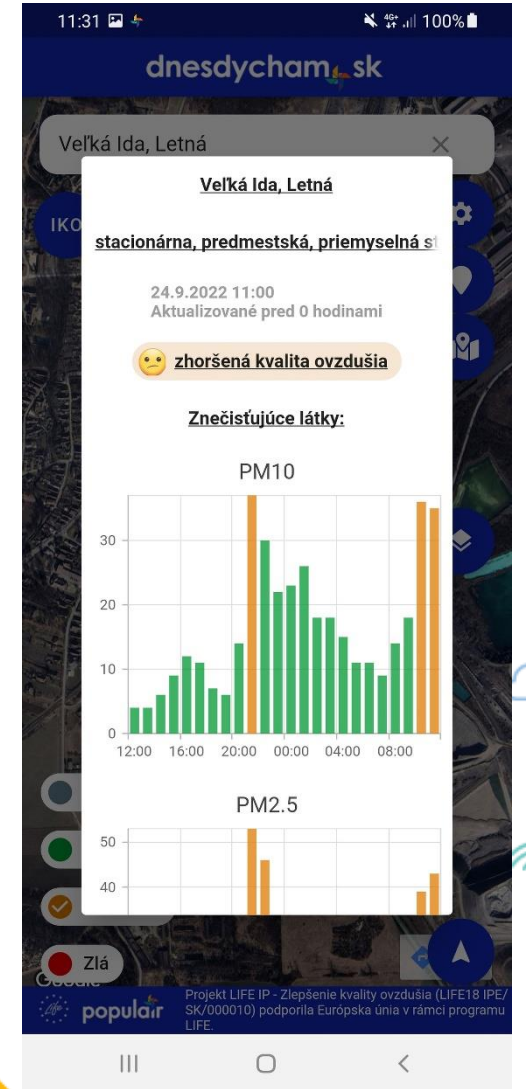 11:31
4G+
100%
dnesdycham sk
Veľká Ida, Letná
IKO
Veľká Ida, Letná
stacionárna, predmestská, priemyselná st
24.9.2022 11:00
Aktualizované pred 0 hodinami
zhoršená kvalita ovzdušia
Znečisťujúce látky:
PM10
30
20
10
0
12:00 16:00 20:00 00:00 04:00 08:00
PM2.5
50
40
Zlá
populair
Projekt LIFE IP - Zlepšenie kvality ovzdušia (LIFE18 IPE/
SK/000010) podporila Európska únia v rámci programu
LIFE.